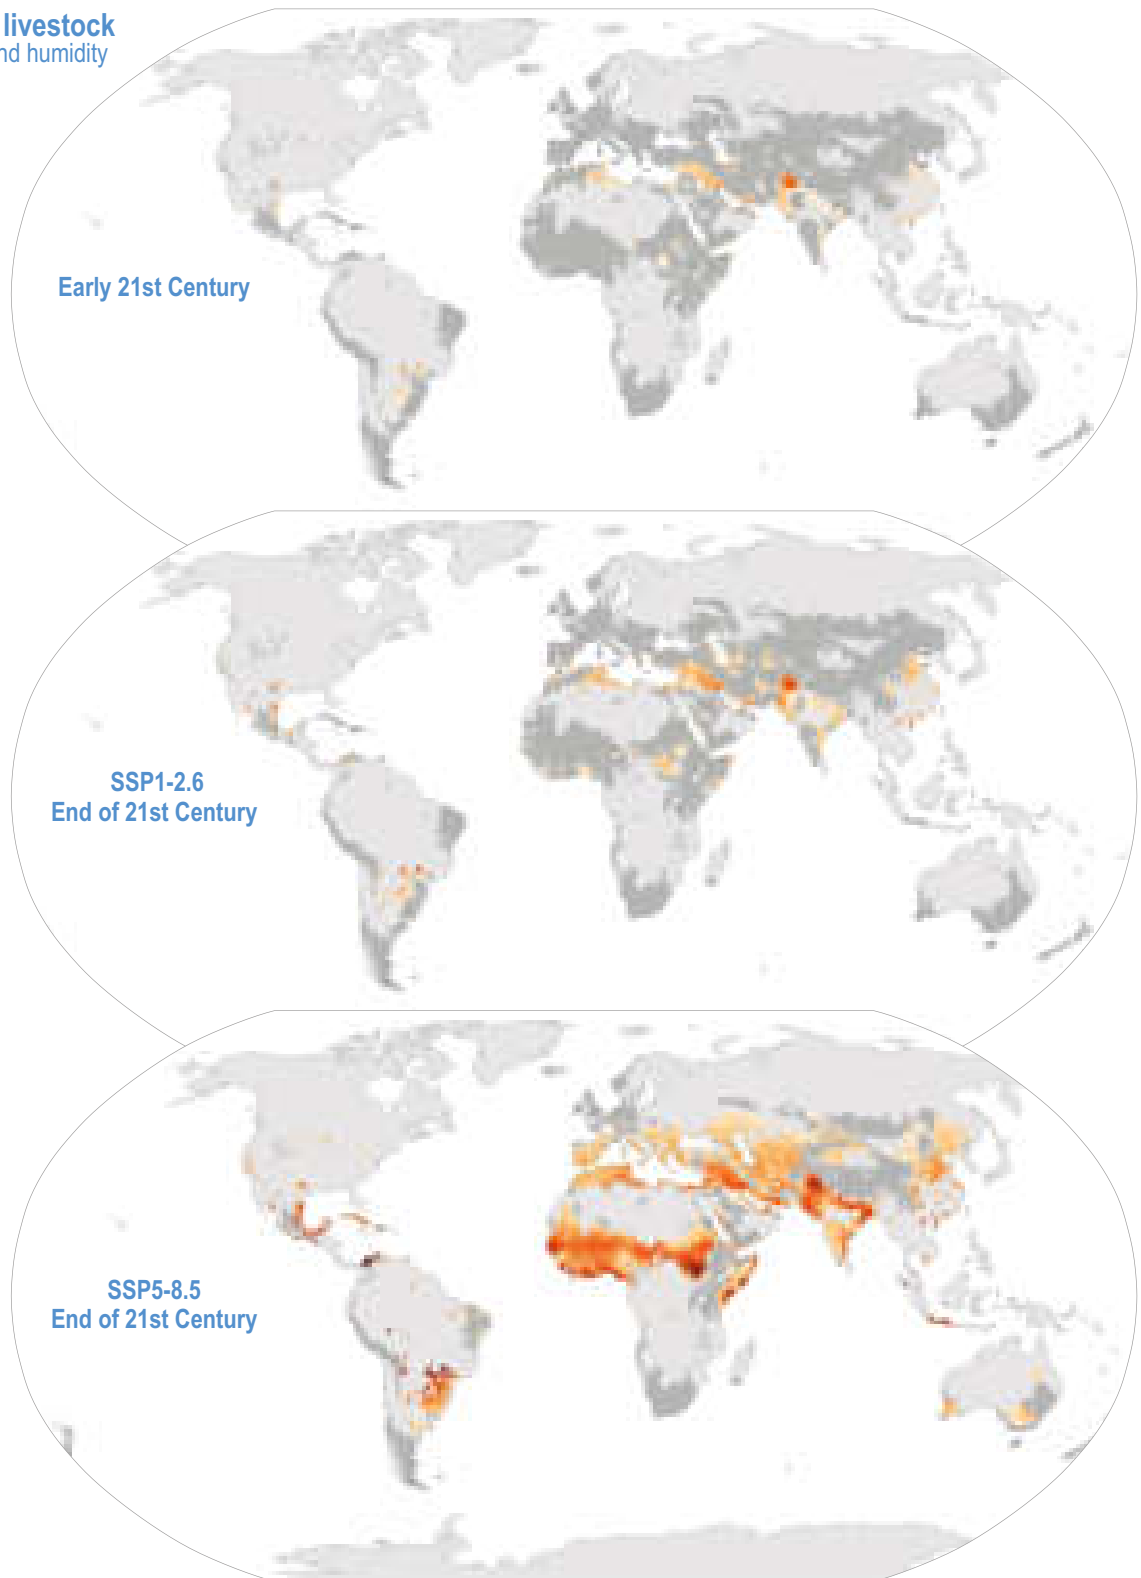 livestock
nd humidity
Early 21st Century
SSP1-2.6
End of 21st Century
SSP5-8.5
End of 21st Century